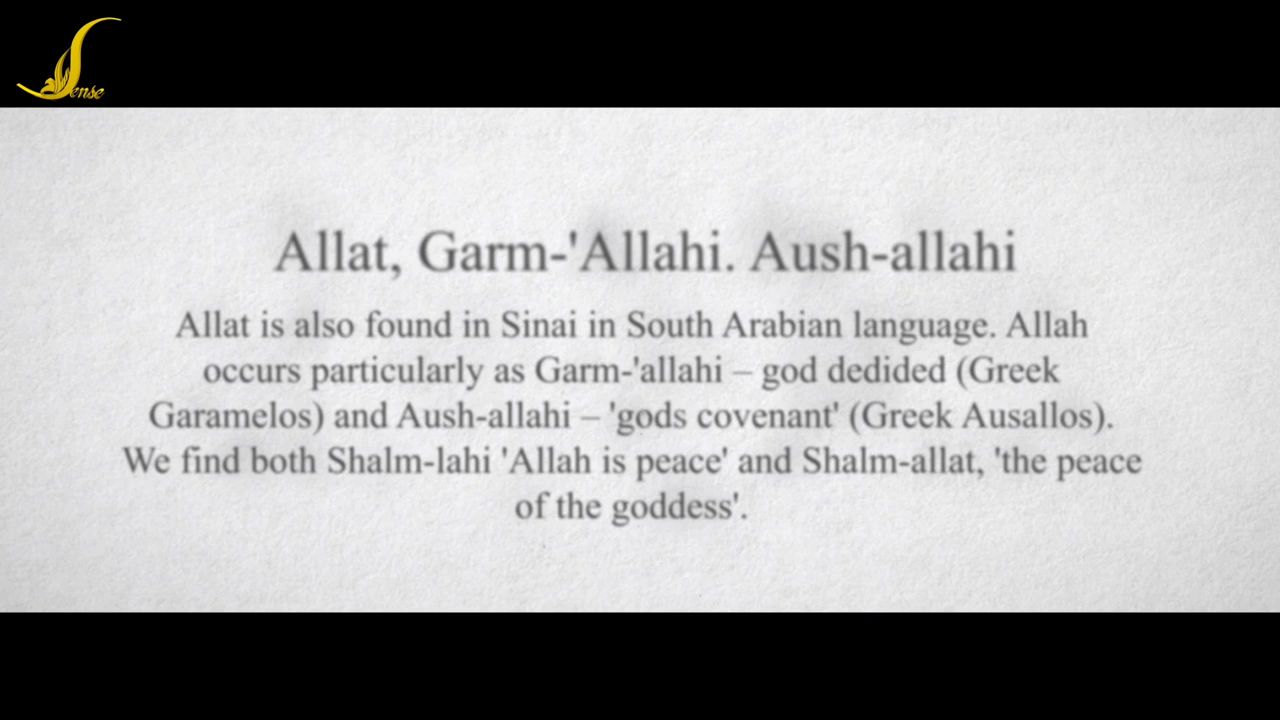 Sense
Allat, Garm-'Allahi. Aush-allahi
Allat is also found in Sinai in South Arabian language. Allah
occurs particularly as Garm-'allahi – god dedided (Greek
Garamelos) and Aush-allahi – 'gods covenant' (Greek Ausallos).
We find both Shalm-lahi 'Allah is peace' and Shalm-allat, 'the peace
of the goddess'.